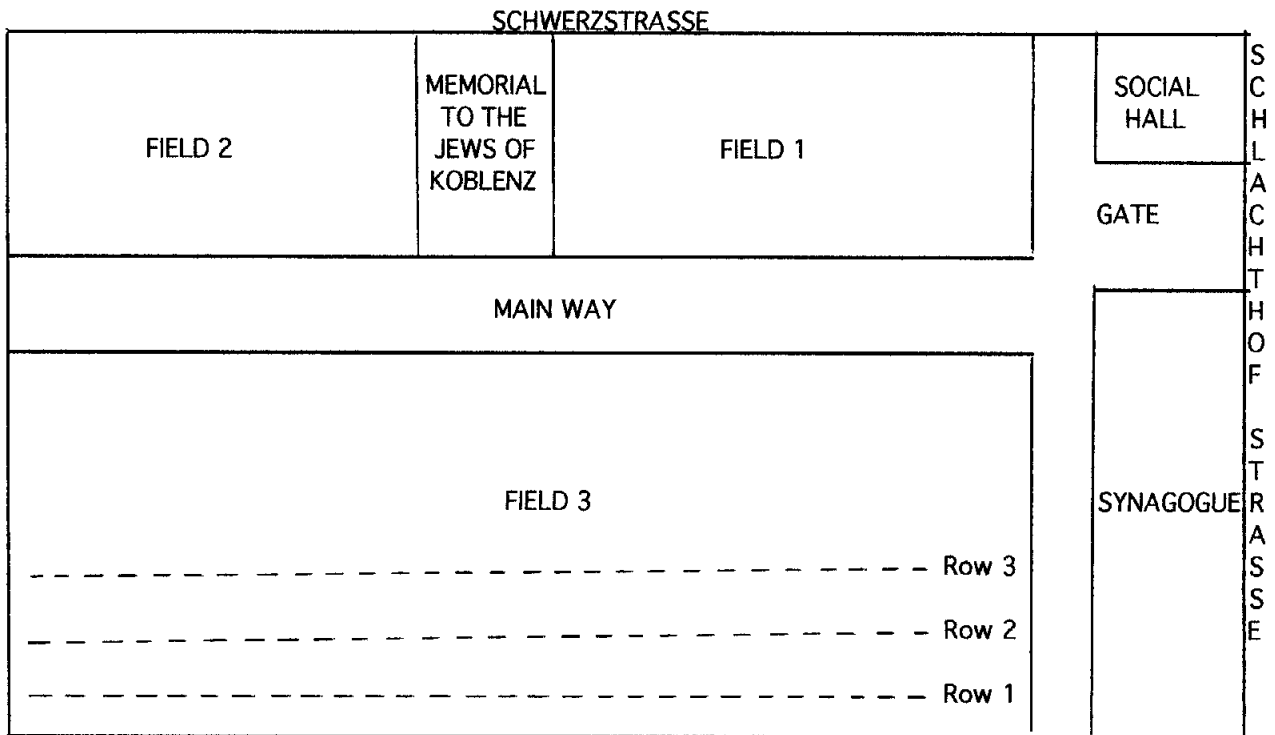 SCHWERZSTRASSE
FIELD 2
MEMORIAL
TO THE
JEWS OF
KOBLENZ
FIELD 1
SOCIAL
HALL
GATE
SCHLACHTHOF STRASSE
MAIN WAY
FIELD 3
SYNAGOGUE
Row 3
Row 2
Row 1